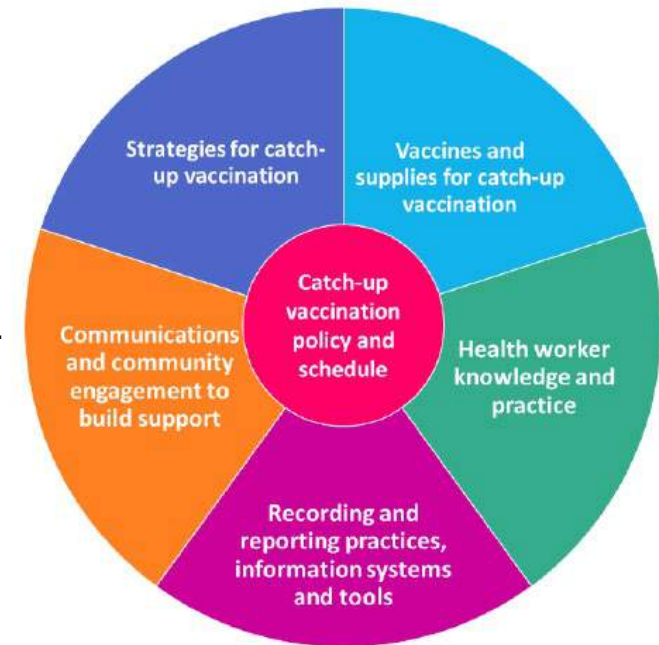 Strategies for catch-
up vaccination
Vaccines and
supplies for catch-up
vaccination
Catch-up
vaccination
policy and
schedule
Communications
and community
engagement to
build support
Health worker
knowledge and
practice
Recording and
reporting practices,
information systems
and tools